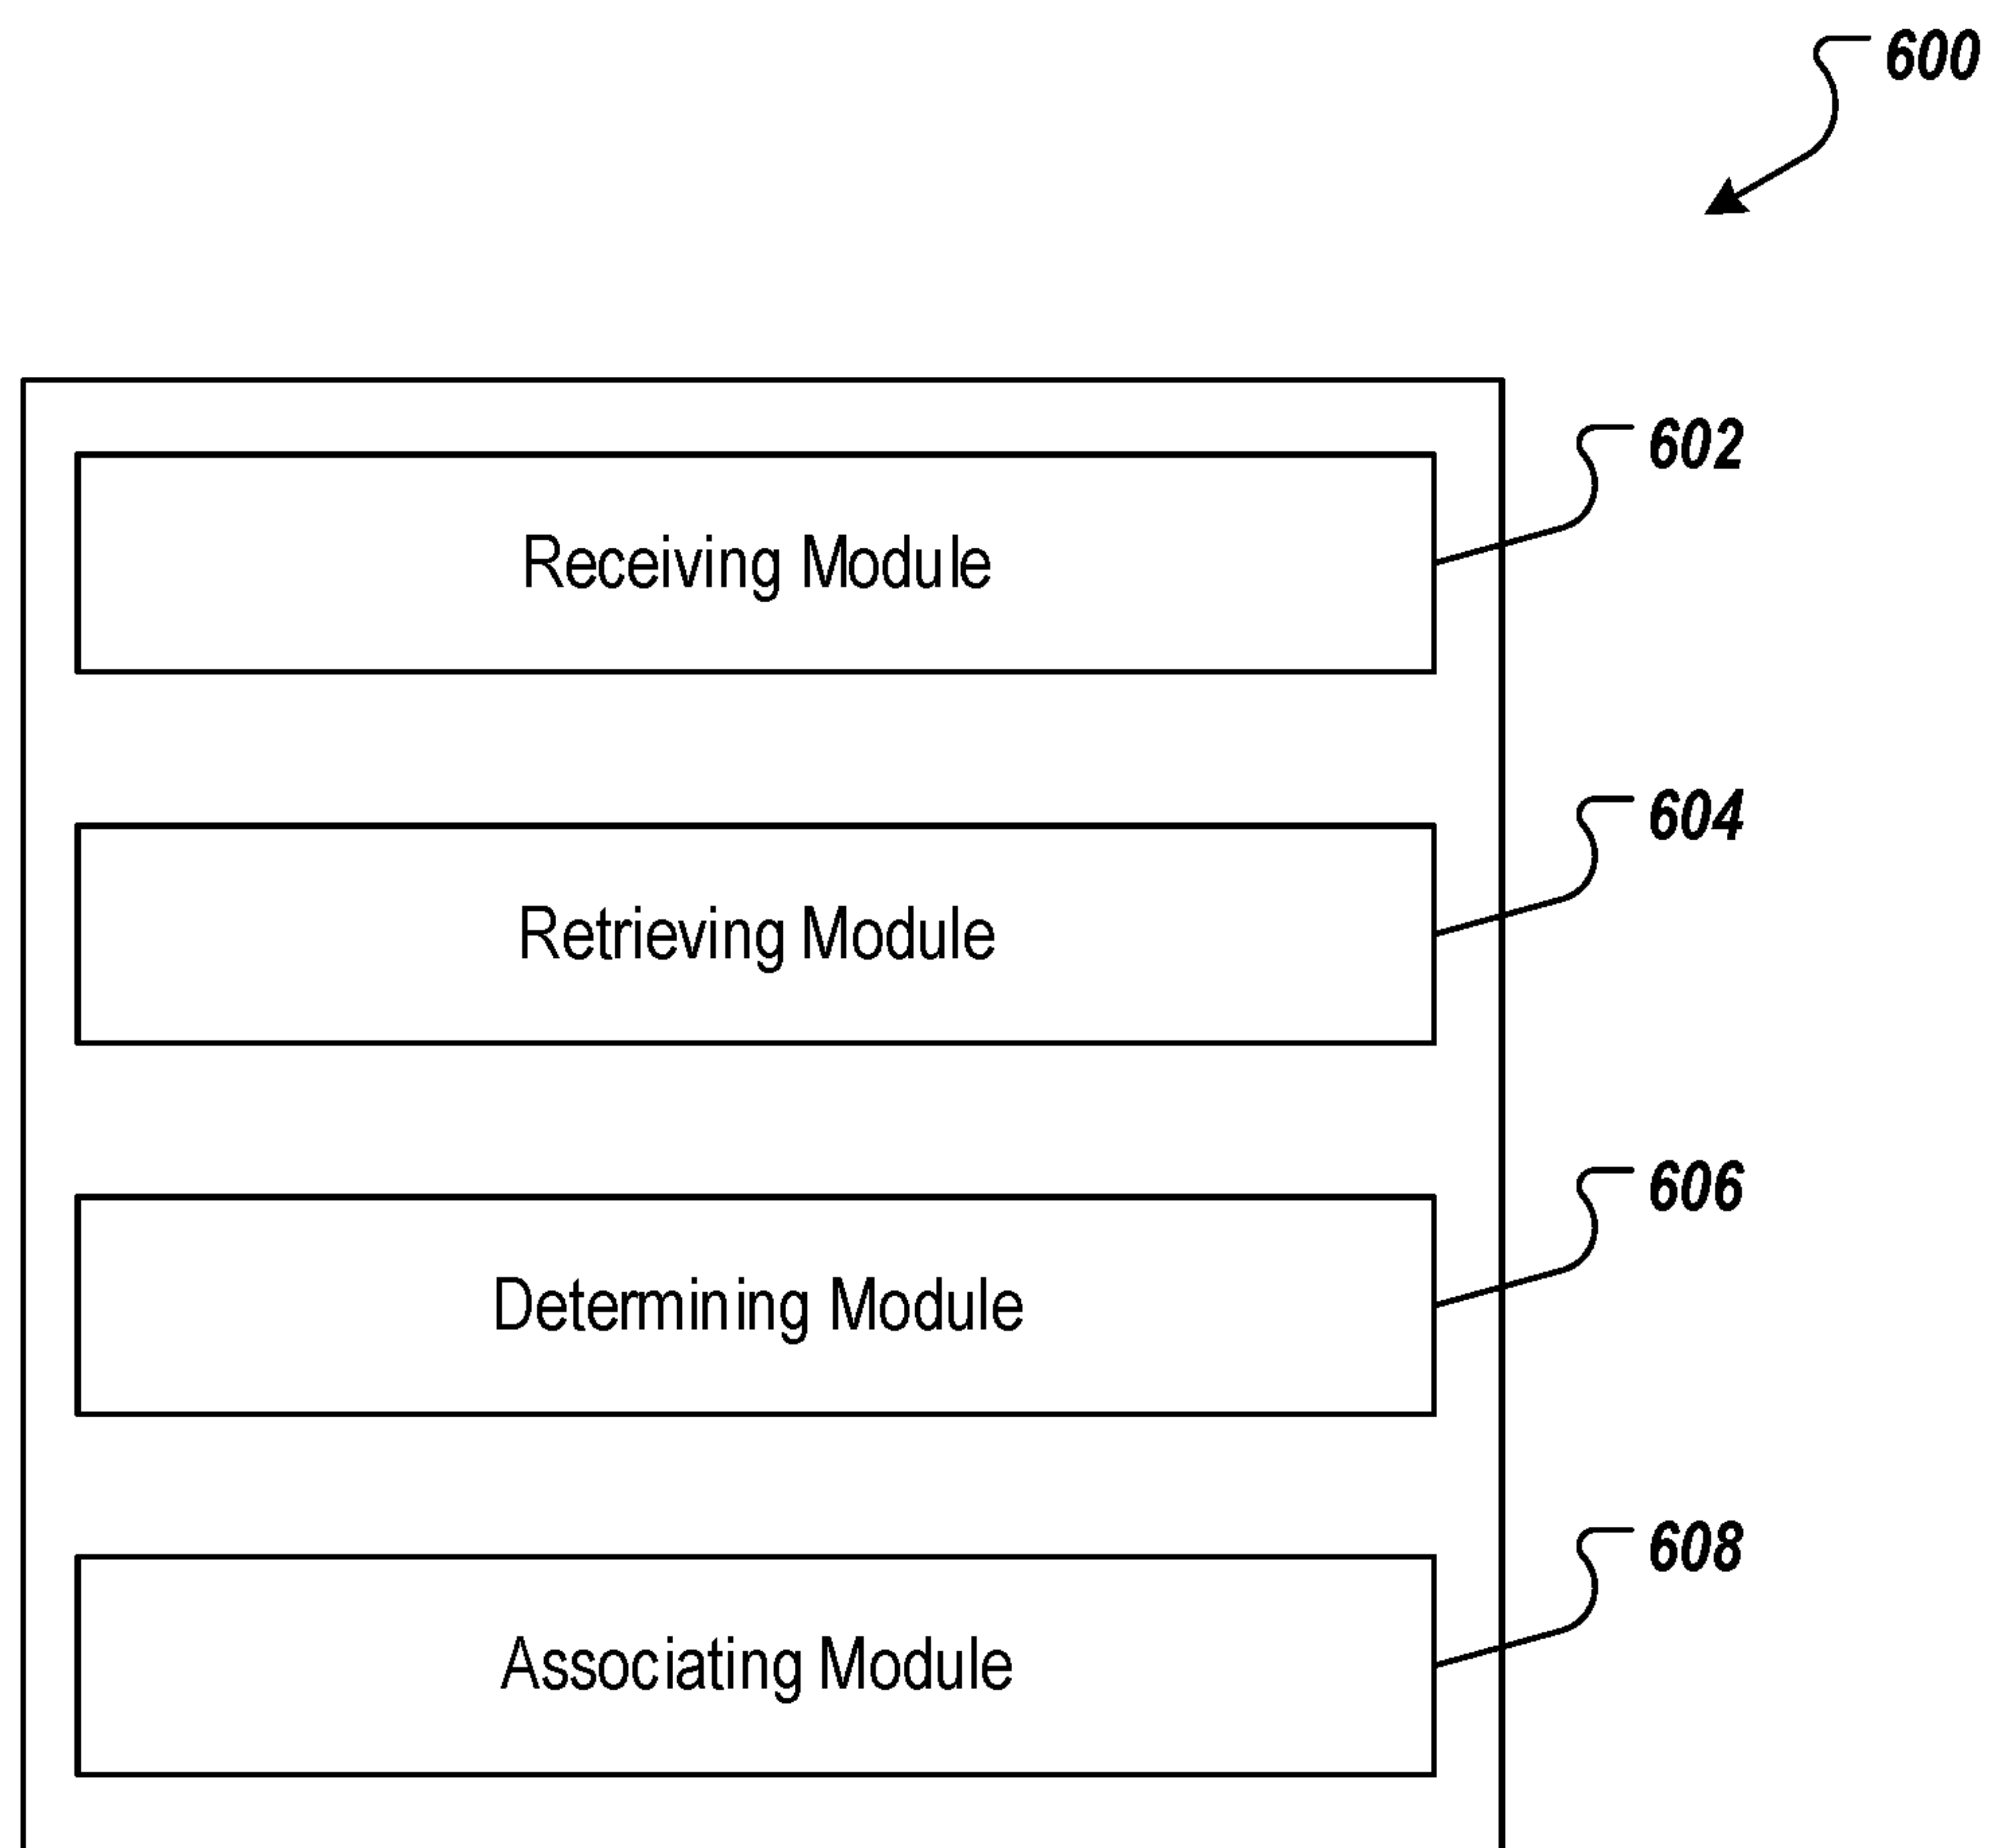 600
602
Receiving Module
604
Retrieving Module
606
Determining Module
608
Associating Module